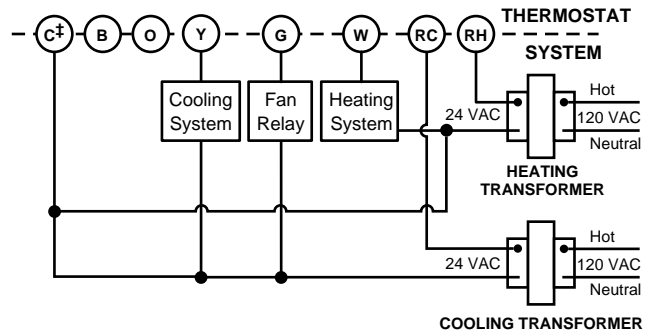 THERMOSTAT
C‡ B O Y G W RC RH
SYSTEM
Cooling
System
Fan
Relay
Heating
System
24 VAC
Hot
120 VAC
Neutral
HEATING
TRANSFORMER
24 VAC
Hot
120 VAC
Neutral
COOLING TRANSFORMER